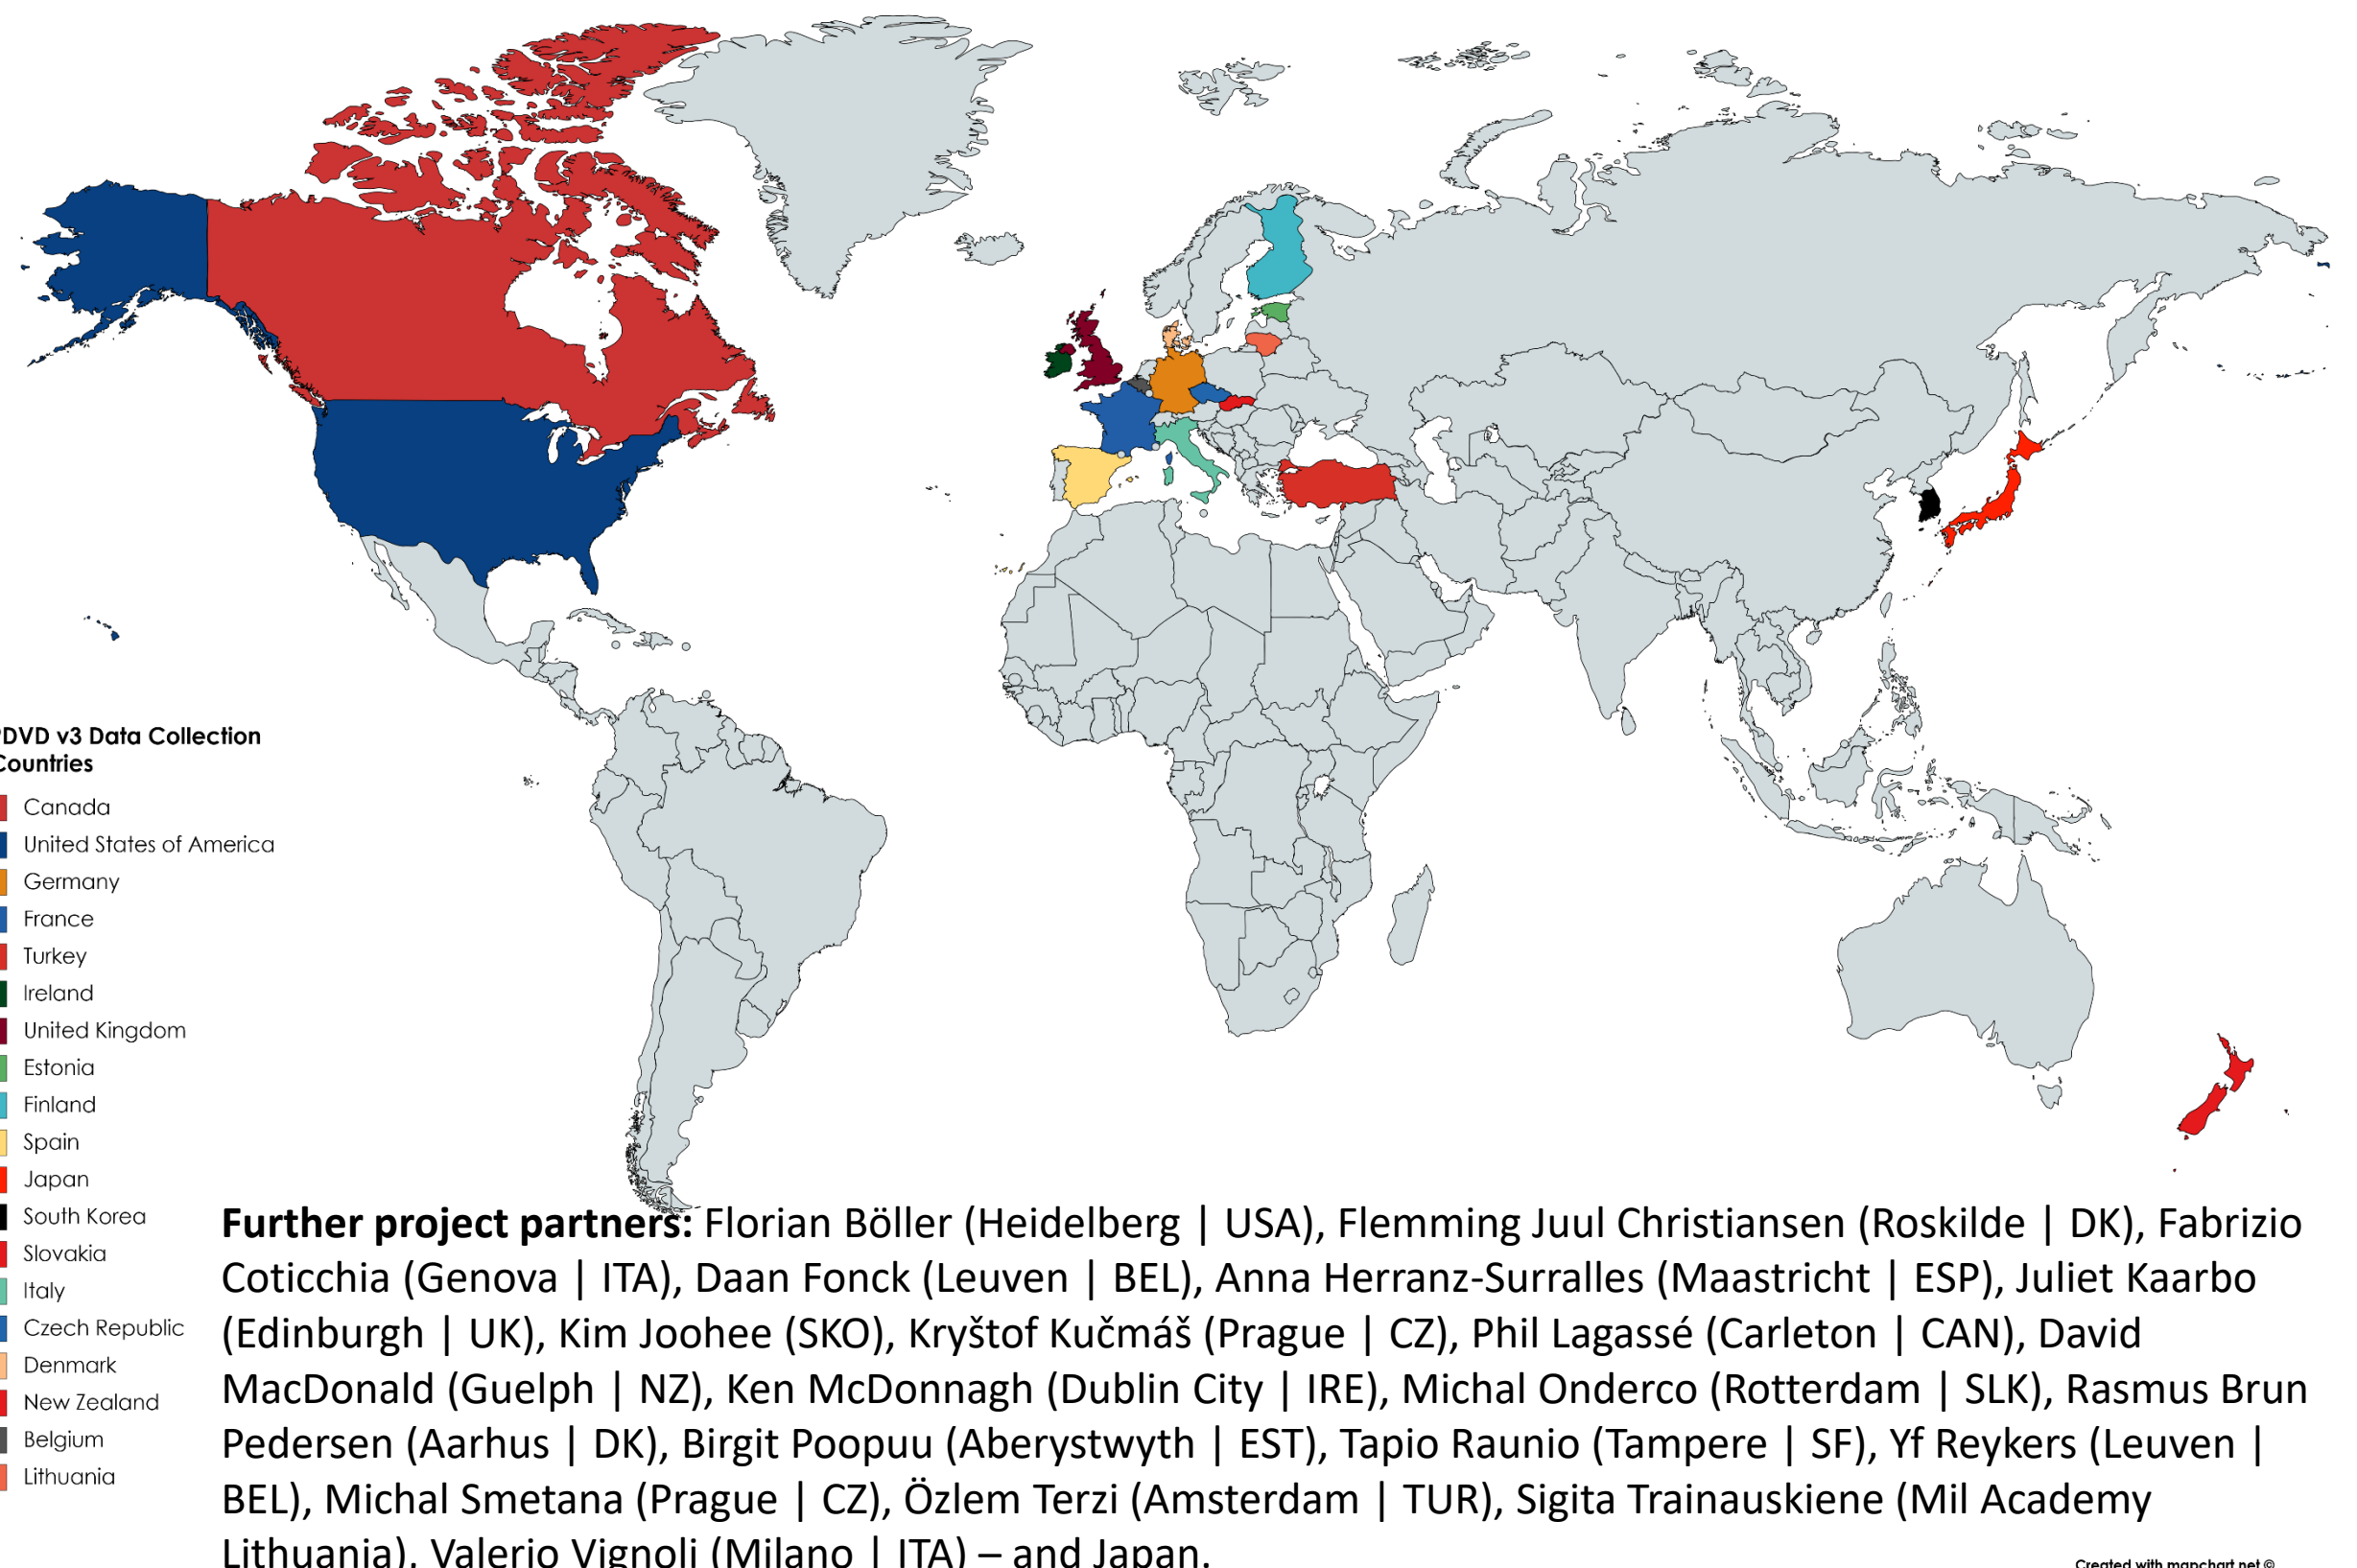 PDVD v3 Data Collection
Countries
Canada
United States of America
Germany
France
Turkey
Ireland
United Kingdom
Estonia
Finland
Spain
Japan
South Korea
Slovakia
Italy
Czech Republic
Denmark
New Zealand
Belgium
Lithuania
Further project partners: Florian Böller (Heidelberg | USA), Flemming Juul Christiansen (Roskilde | DK), Fabrizio
Coticchia (Genova | ITA), Daan Fonck (Leuven | BEL), Anna Herranz-Surralles (Maastricht | ESP), Juliet Kaarbo
(Edinburgh | UK), Kim Joohee (SKO), Kryštof Kučmáš (Prague | CZ), Phil Lagassé (Carleton | CAN), David
MacDonald (Guelph | NZ), Ken McDonnagh (Dublin City | IRE), Michal Onderco (Rotterdam | SLK), Rasmus Brun
Pedersen (Aarhus | DK), Birgit Poopuu (Aberystwyth | EST), Tapio Raunio (Tampere | SF), Yf Reykers (Leuven |
BEL), Michal Smetana (Prague | CZ), Özlem Terzi (Amsterdam | TUR), Sigita Trainauskiene (Mil Academy
Lithuania), Valerio Vignoli (Milano | ITA) – and Japan.
Created with mapchart.net ©